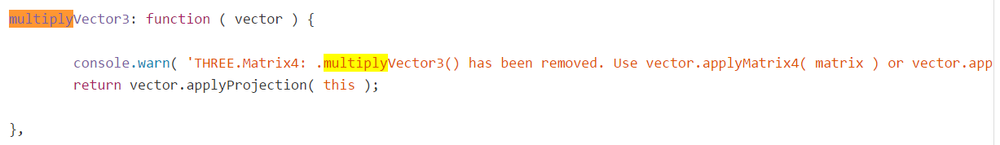 multiplyVector3: function ( vector ) {
console.warn( 'THREE.Matrix4: .multiplyVector3() has been removed. Use vector.applyMatrix4( matrix ) or vector.app
return vector.applyProjection( this );
},